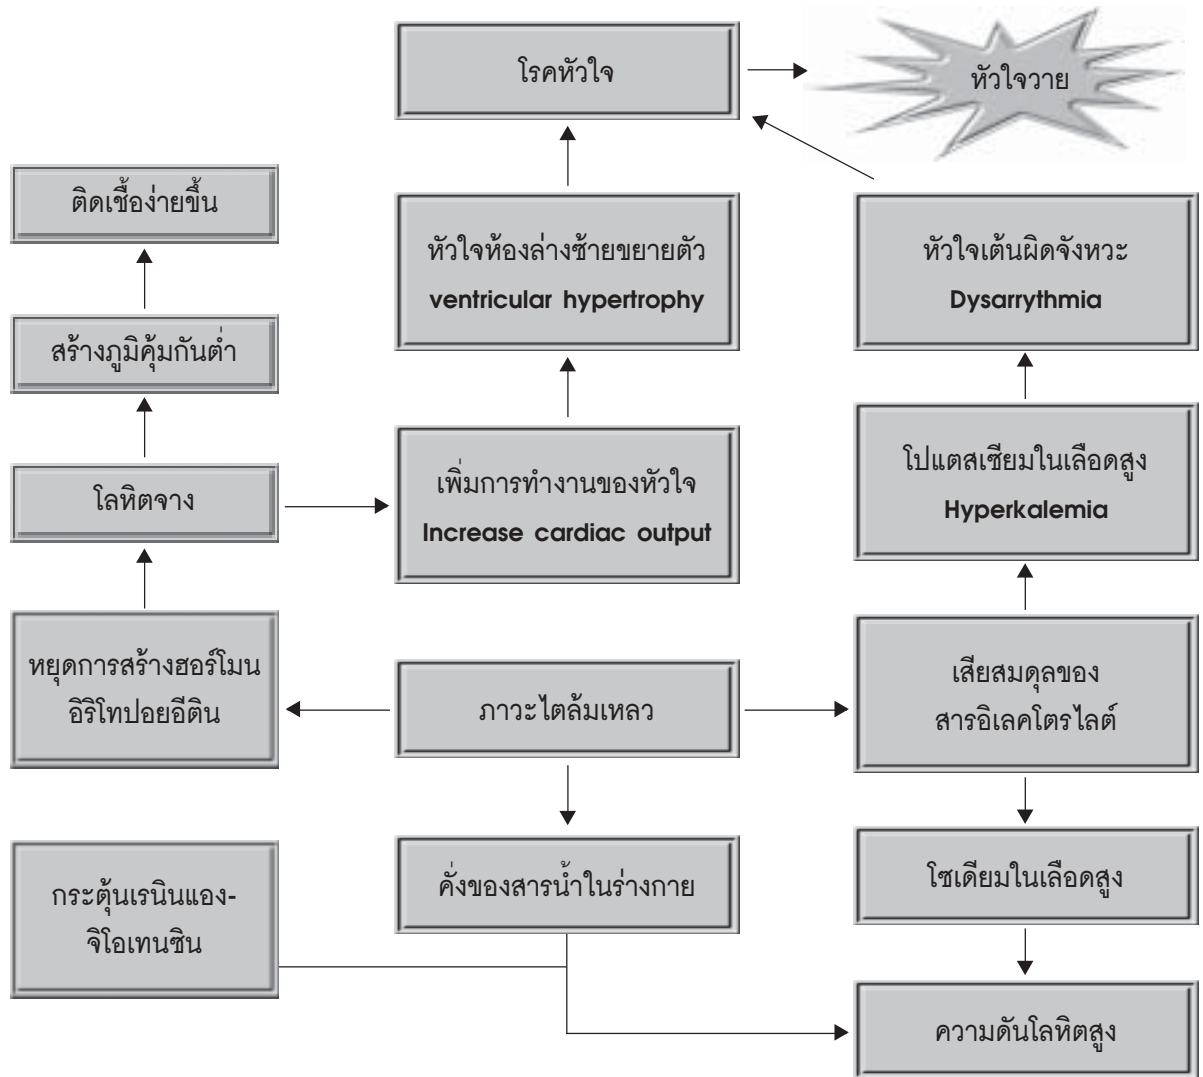 โรคหัวใจ
หัวใจวาย
ติดเชื้อง่ายขึ้น
หัวใจห้องล่างซ้ายขยายตัว
ventricular hypertrophy
หัวใจเต้นผิดจังหวะ
Dysarrythmia
สร้างภูมิคุ้มกันต่ำ
โลหิตจาง
เพิ่มการทำงานของหัวใจ
Increase cardiac output
โปแตสเซียมในเลือดสูง
Hyperkalemia
หยุดการสร้างฮอร์โมน
อิริโทปอยอีติน
ภาวะไตล้มเหลว
เสียสมดุลของ
สารอิเลคโตรไลต์
กระตุ้นเรนินแอง-
จิโอเทนซิน
คั่งของสารน้ำในร่างกาย
โซเดียมในเลือดสูง
ความดันโลหิตสูง